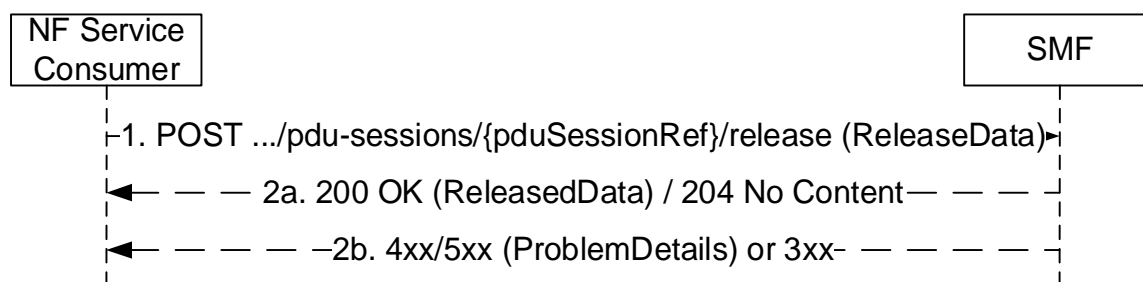 NF Service
Consumer
SMF
1. POST .../pdu-sessions/{pduSessionRef}/release (ReleaseData)
2a. 200 OK (ReleasedData) / 204 No Content
2b. 4xx/5xx (ProblemDetails) or 3xx